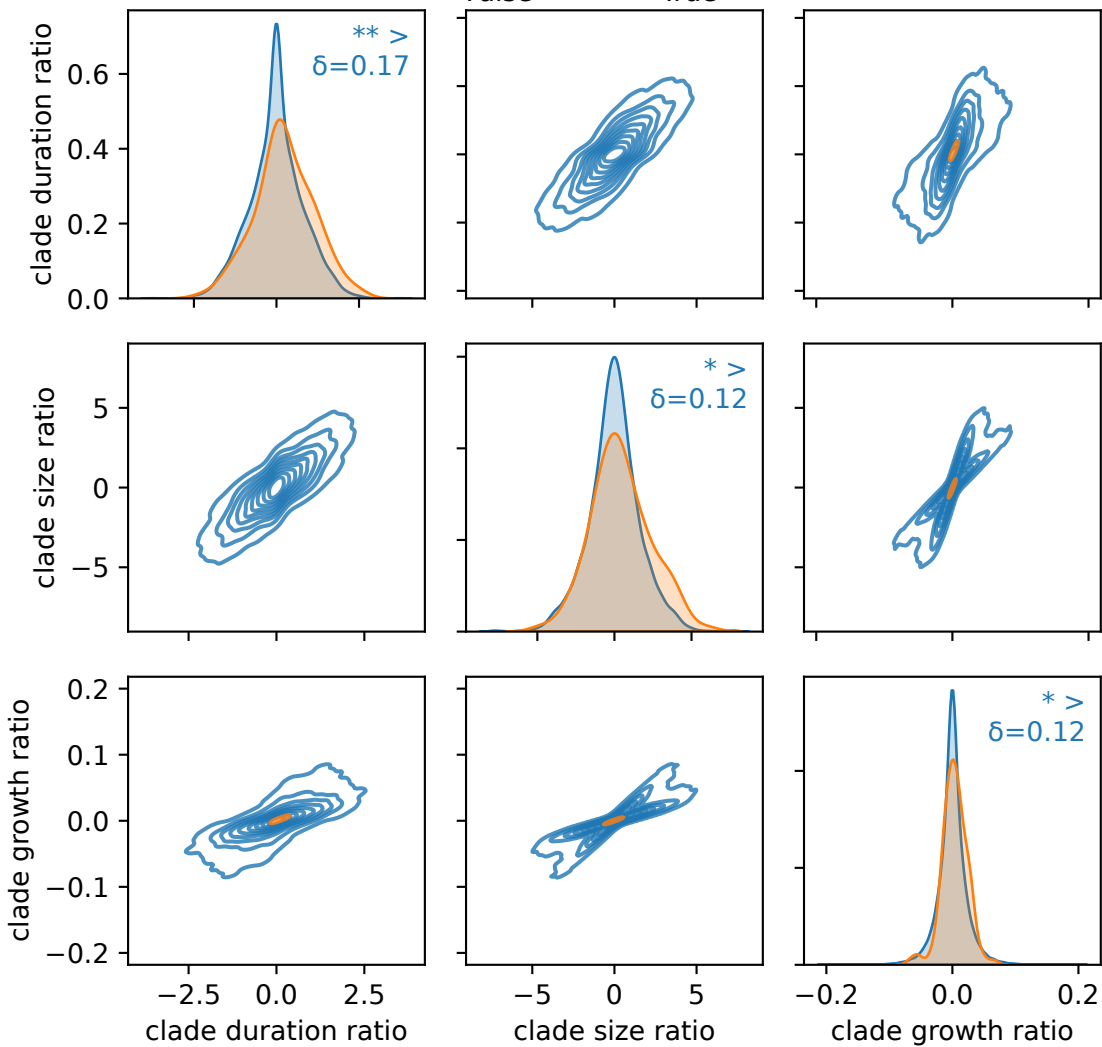 ** >
δ=0.17
clade duration ratio
0.6
0.4
0.2
0.0
* >
δ=0.12
clade size ratio
5
0
−5
* >
δ=0.12
clade growth ratio
0.2
0.1
0.0
−0.1
−0.2
−2.5 0.0 2.5
−5 0 5
−0.2 0.0 0.2
clade duration ratio
clade size ratio
clade growth ratio